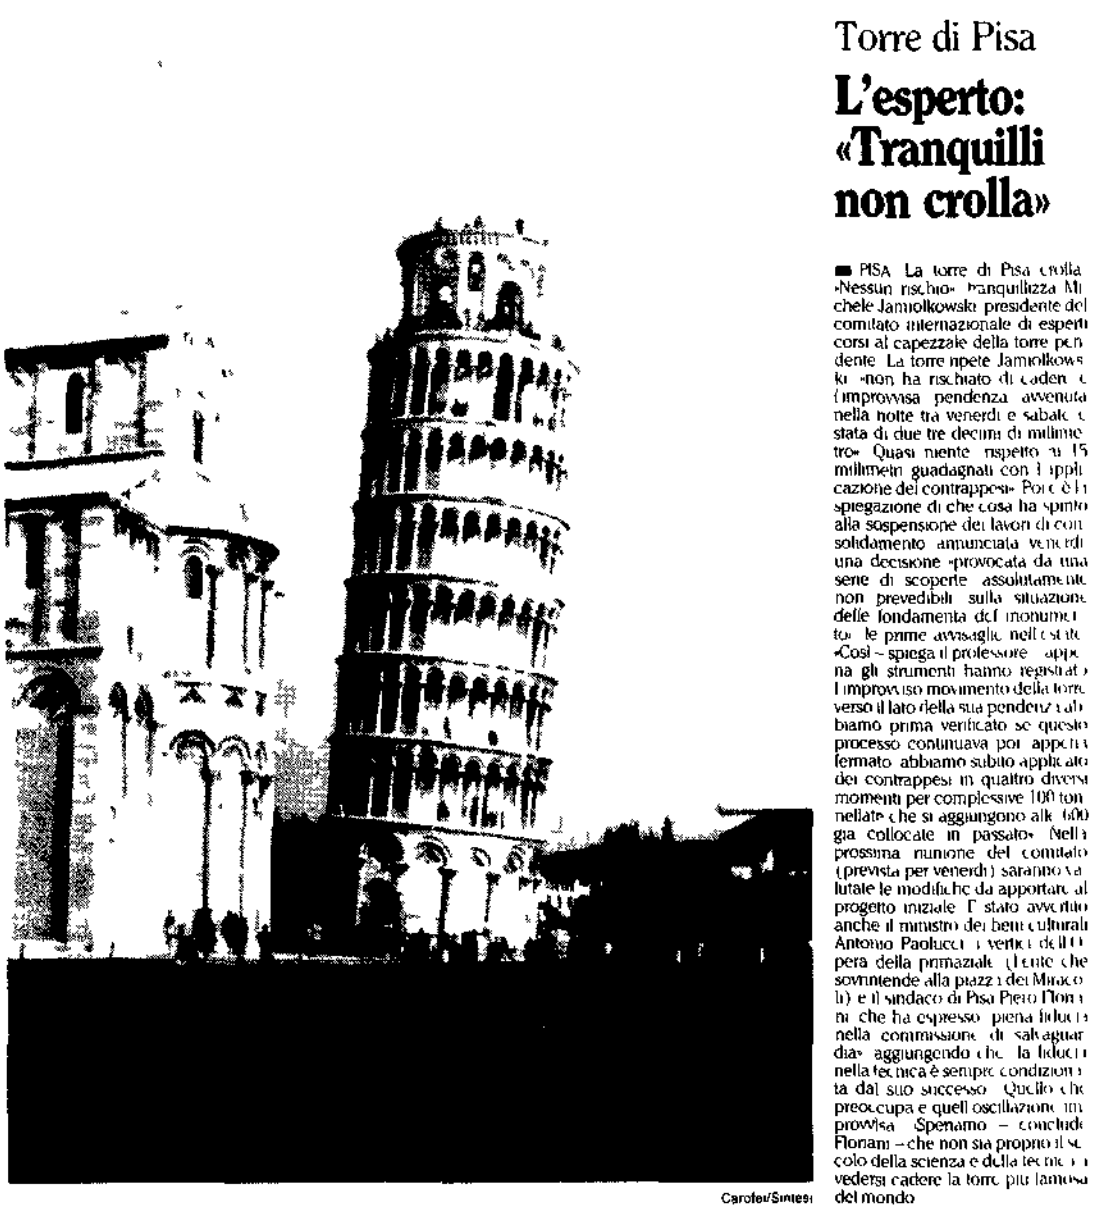 Torre di Pisa
L'esperto:
«Tranquilli
non crolla»
PISA La torre di Pisa crolla
«Nessun rischio» tranquillizza Mi
chele Jamiolkowski presidente del
comitato internazionale di esperti
corsi al capezzale della torre pen
dente La torre ripete Jamiolkows
ki «non ha rischiato di cadere e
l improvvisa pendenza avvenuta
nella notte tra venerdi e sabato e
stata di due tre decimi di millime
tro» Quasi niente rispetto ai 15
millimetri guadagnati con l appli
cazione dei contrappesi» Poi c è la
spiegazione di che cosa ha spinto
alla sospensione dei lavori di con
solidamento annunciata venerdi
una decisione «provocata da una
serie di scoperte assolutamente
non prevedibili sulla situazione
delle fondamenta del monumen
to» le prime avvisaglie nell estate
«Così – spiega il professore appe
na gli strumenti hanno registrato
l improvviso movimento della torre
verso il lato della sua pendenza ab
biamo prima verificato se questo
processo continuava poi appena
fermato abbiamo subito applicato
dei contrappesi in quattro diversi
momenti per complessive 100 ton
nellate che si aggiungono alle 600
gia collocate in passato» Nella
prossima riunione del comitato
(prevista per venerdi) saranno va
lutate le modifiche da apportare al
progetto iniziale E stato avvertito
anche il ministro dei beni culturali
Antonio Paolucci i vertici dell O
pera della primaziale (l ente che
sovrintende alla piazza dei Miraco
li) e il sindaco di Pisa Piero Floria
ni che ha espresso piena fiducia
nella commissione di salvaguar
dia» aggiungendo che la fiducia
nella tecnica è sempre condiziona
ta dal suo successo Quello che
preoccupa e quell oscillazione im
provvisa Speriamo – conclude
Floriani – che non sia proprio il se
colo della scienza e della tecnica a
vedersi cadere la torre piu famosa
del mondo
Carofei/Sintesi